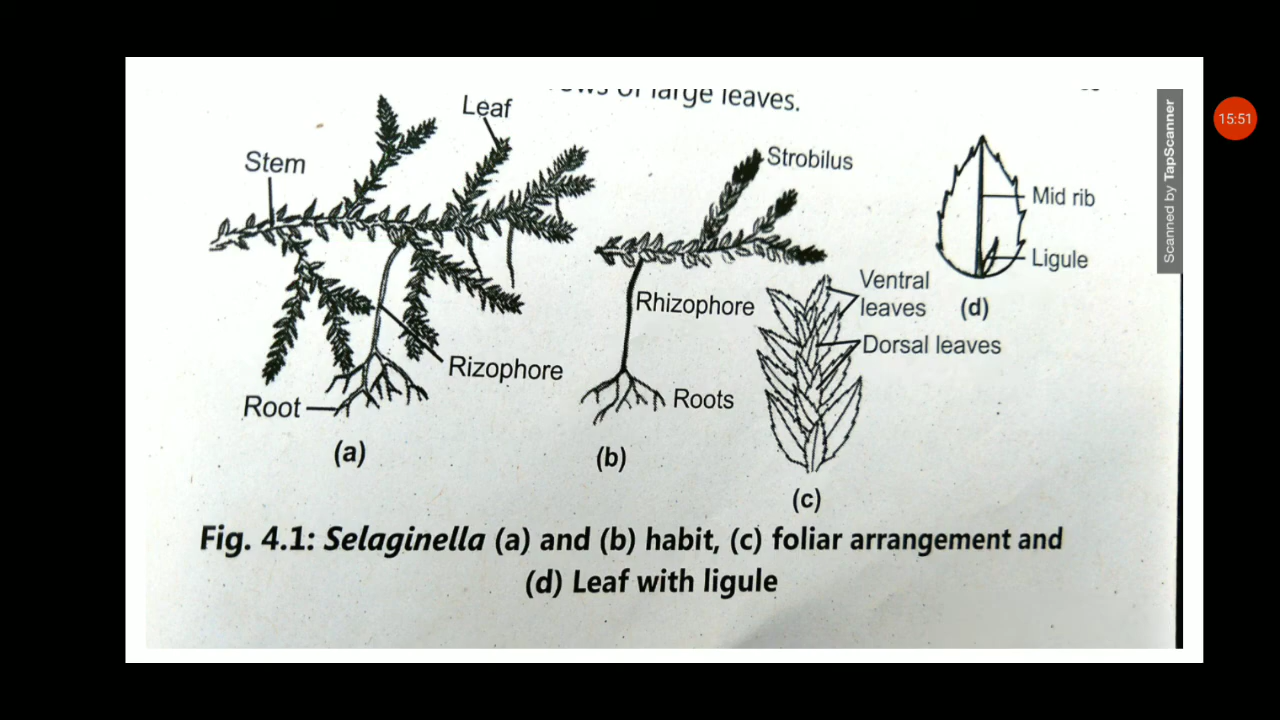 of large leaves.
Leaf
Stem
Rizophore
Root
(a)
Strobilus
Rhizophore
Roots
(b)
Ventral
leaves
Dorsal leaves
(c)
Mid rib
Ligule
(d)
Fig. 4.1: Selaginella (a) and (b) habit, (c) foliar arrangement and
(d) Leaf with ligule
Scanned by TapScanner
15:51